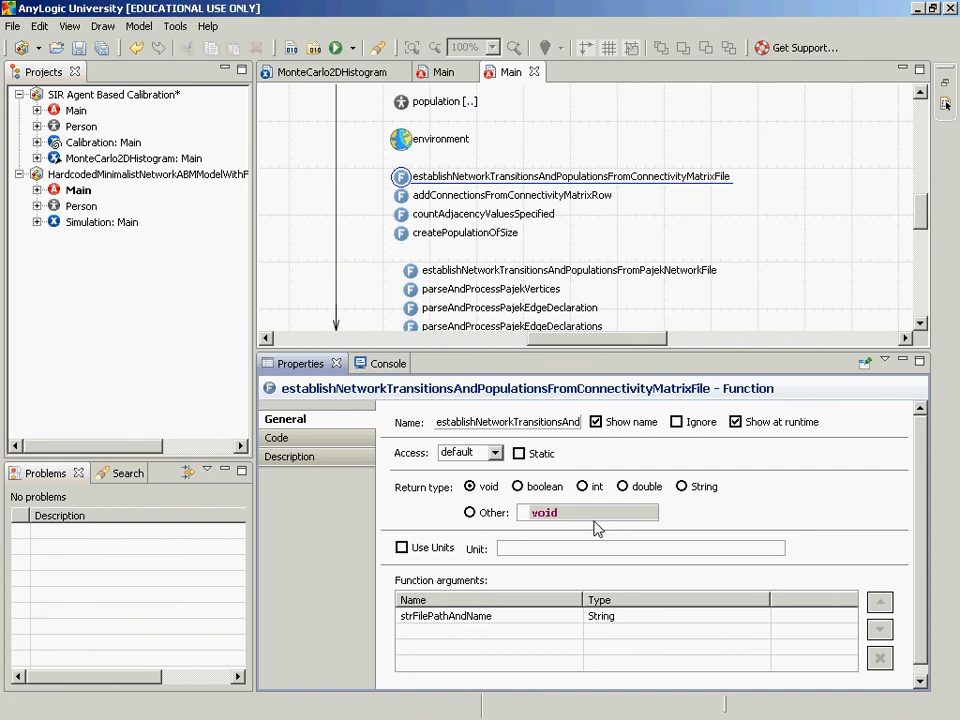 AnyLogic University [EDUCATIONAL USE ONLY]
File Edit View Draw Model Tools Help
100% Get Support...
Projects
MonteCarlo2DHistogram Main Main
SIR Agent Based Calibration*
Main
Person
Calibration: Main
MonteCarlo2DHistogram: Main
HardcodedMinimalistNetworkABMModelWithF
Main
Person
Simulation: Main
population [..]
environment
establishNetworkTransitionsAndPopulationsFromConnectivityMatrixFile
addConnectionsFromConnectivityMatrixRow
countAdjacencyValuesSpecified
createPopulationOfSize
establishNetworkTransitionsAndPopulationsFromPajekNetworkFile
parseAndProcessPajekVertices
parseAndProcessPajekEdgeDeclaration
parseAndProcessPajekEdgeDeclarations
Problems Search
No problems
Description
Properties Console
establishNetworkTransitionsAndPopulationsFromConnectivityMatrixFile - Function
General
Code
Description
Name: establishNetworkTransitionsAnd Show name Ignore Show at runtime
Access: default Static
Return type: void boolean int double String
Other: void
Use Units Unit:
Function arguments:
Name Type
strFilePathAndName String